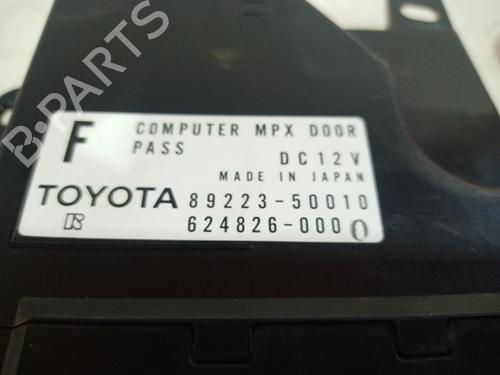 F COMPUTER MPX DOOR
PASS DC12V
MADE IN JAPAN
TOYOTA 89223-50010
624826-000 0
B-PARTS